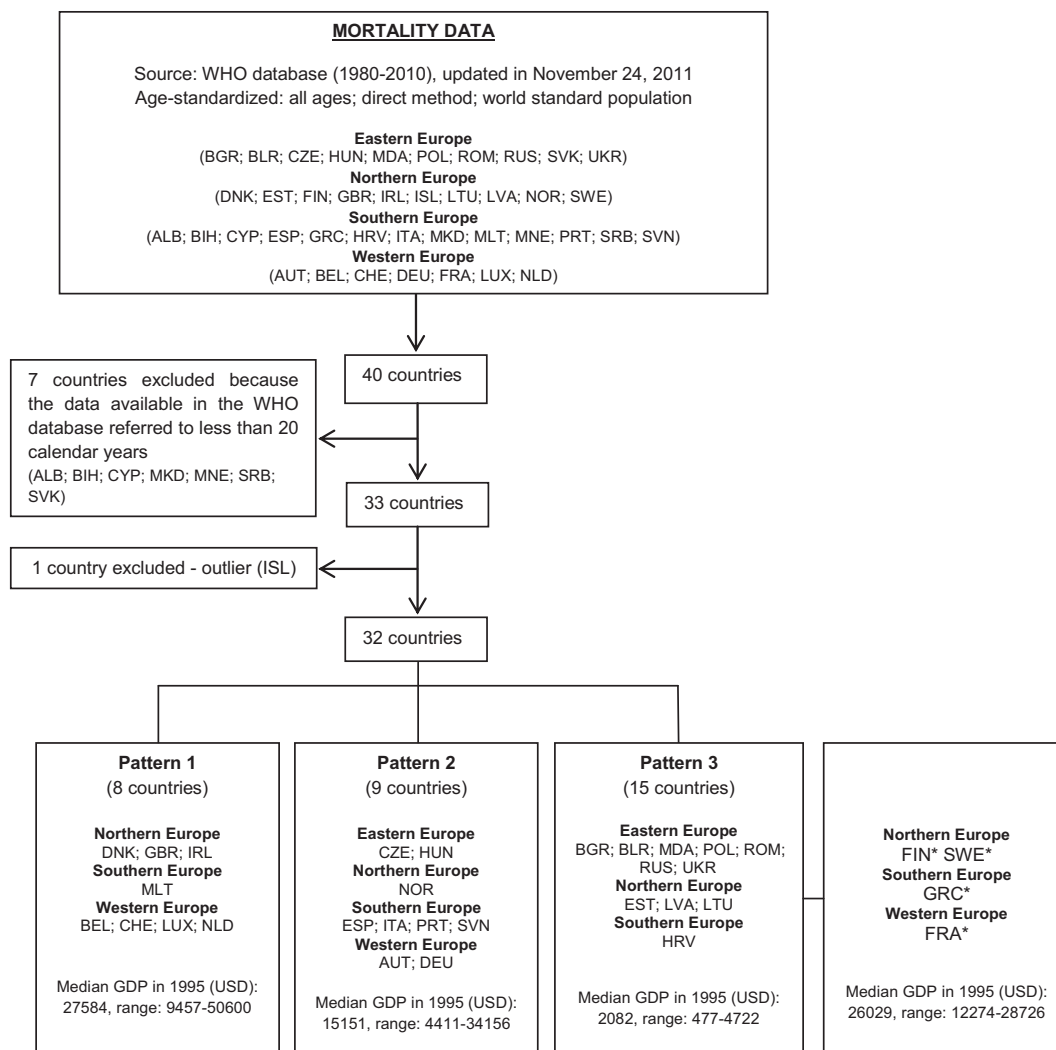 MORTALITY DATA
Source: WHO database (1980-2010), updated in November 24, 2011
Age-standardized: all ages; direct method; world standard population
Eastern Europe
(BGR; BLR; CZE; HUN; MDA; POL; ROM; RUS; SVK; UKR)
Northern Europe
(DNK; EST; FIN; GBR; IRL; ISL; LTU; LVA; NOR; SWE)
Southern Europe
(ALB; BIH; CYP; ESP; GRC; HRV; ITA; MKD; MLT; MNE; PRT; SRB; SVN)
Western Europe
(AUT; BEL; CHE; DEU; FRA; LUX; NLD)
40 countries
7 countries excluded because
the data available in the WHO
database referred to less than 20
calendar years
(ALB; BIH; CYP; MKD; MNE; SRB;
SVK)
33 countries
1 country excluded - outlier (ISL)
32 countries
Pattern 1
(8 countries)
Northern Europe
DNK; GBR; IRL
Southern Europe
MLT
Western Europe
BEL; CHE; LUX; NLD
Median GDP in 1995 (USD):
27584, range: 9457-50600
Pattern 2
(9 countries)
Eastern Europe
CZE; HUN
Northern Europe
NOR
Southern Europe
ESP; ITA; PRT; SVN
Western Europe
AUT; DEU
Median GDP in 1995 (USD):
15151, range: 4411-34156
Pattern 3
(15 countries)
Eastern Europe
BGR; BLR; MDA; POL; ROM;
RUS; UKR
Northern Europe
EST; LVA; LTU
Southern Europe
HRV
Median GDP in 1995 (USD):
2082, range: 477-4722
Northern Europe
FIN* SWE*
Southern Europe
GRC*
Western Europe
FRA*
Median GDP in 1995 (USD):
26029, range: 12274-28726